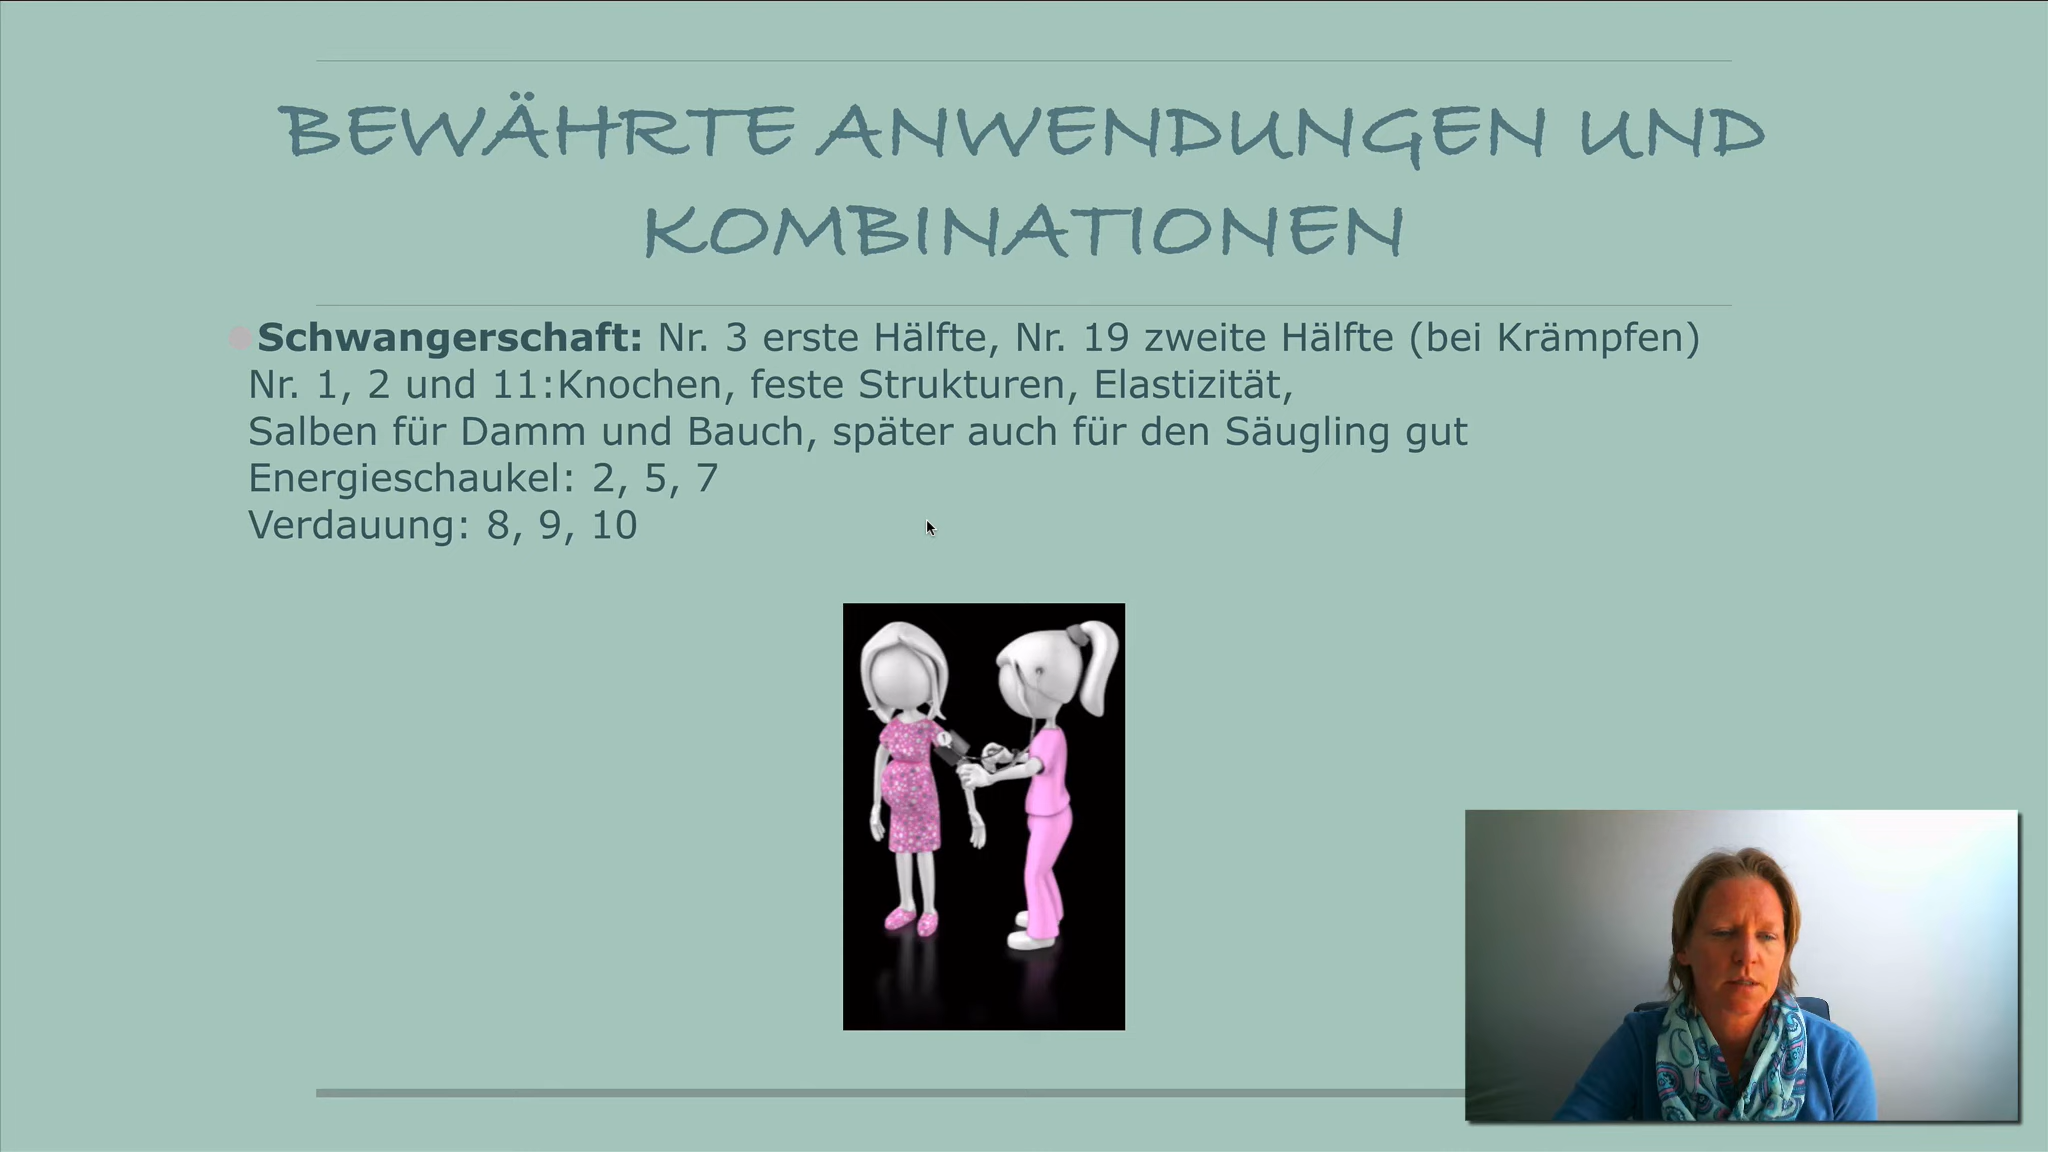 BEWÄHRTE ANWENDUNGEN UND
KOMBINATIONEN
Schwangerschaft: Nr. 3 erste Hälfte, Nr. 19 zweite Hälfte (bei Krämpfen)
Nr. 1, 2 und 11:Knochen, feste Strukturen, Elastizität,
Salben für Damm und Bauch, später auch für den Säugling gut
Energieschaukel: 2, 5, 7
Verdauung: 8, 9, 10